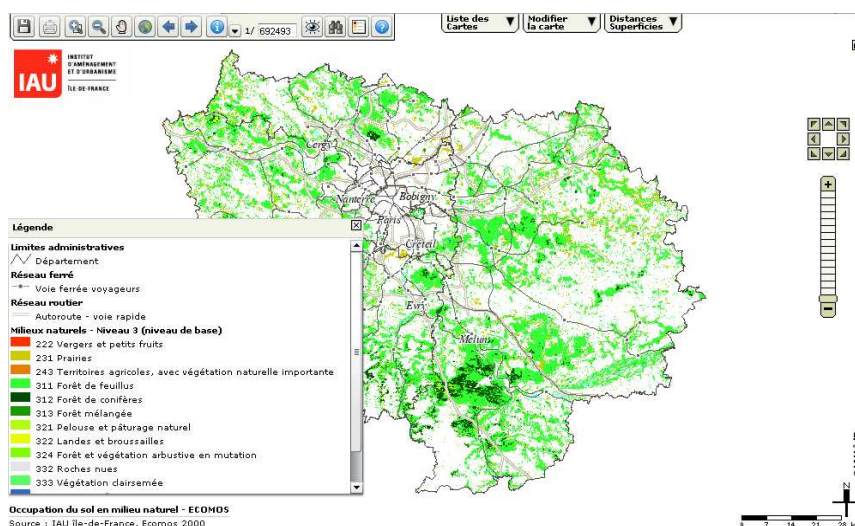 1/ 692493
Liste des Cartes
Modifier la carte
Distances Superficies
IAU
INSTITUT
D'AMÉNAGEMENT
ET D'URBANISME
ÎLE-DE-FRANCE
Cergy
Nanterre
Bobigny
Paris
Créteil
Evry
Melun
Légende
Limites administratives
Département
Réseau ferré
Voie ferrée voyageurs
Réseau routier
Autoroute - voie rapide
Milieux naturels - Niveau 3 (niveau de base)
222 Vergers et petits fruits
231 Prairies
243 Territoires agricoles, avec végétation naturelle importante
311 Forêt de feuillus
312 Forêt de conifères
313 Forêt mélangée
321 Pelouse et pâturage naturel
322 Landes et broussailles
324 Forêt et végétation arbustive en mutation
332 Roches nues
333 Végétation clairsemée
Occupation du sol en milieu naturel - ECOMOS
Source : IAU île-de-France, Ecomos 2000
N
7 14 21 28 k